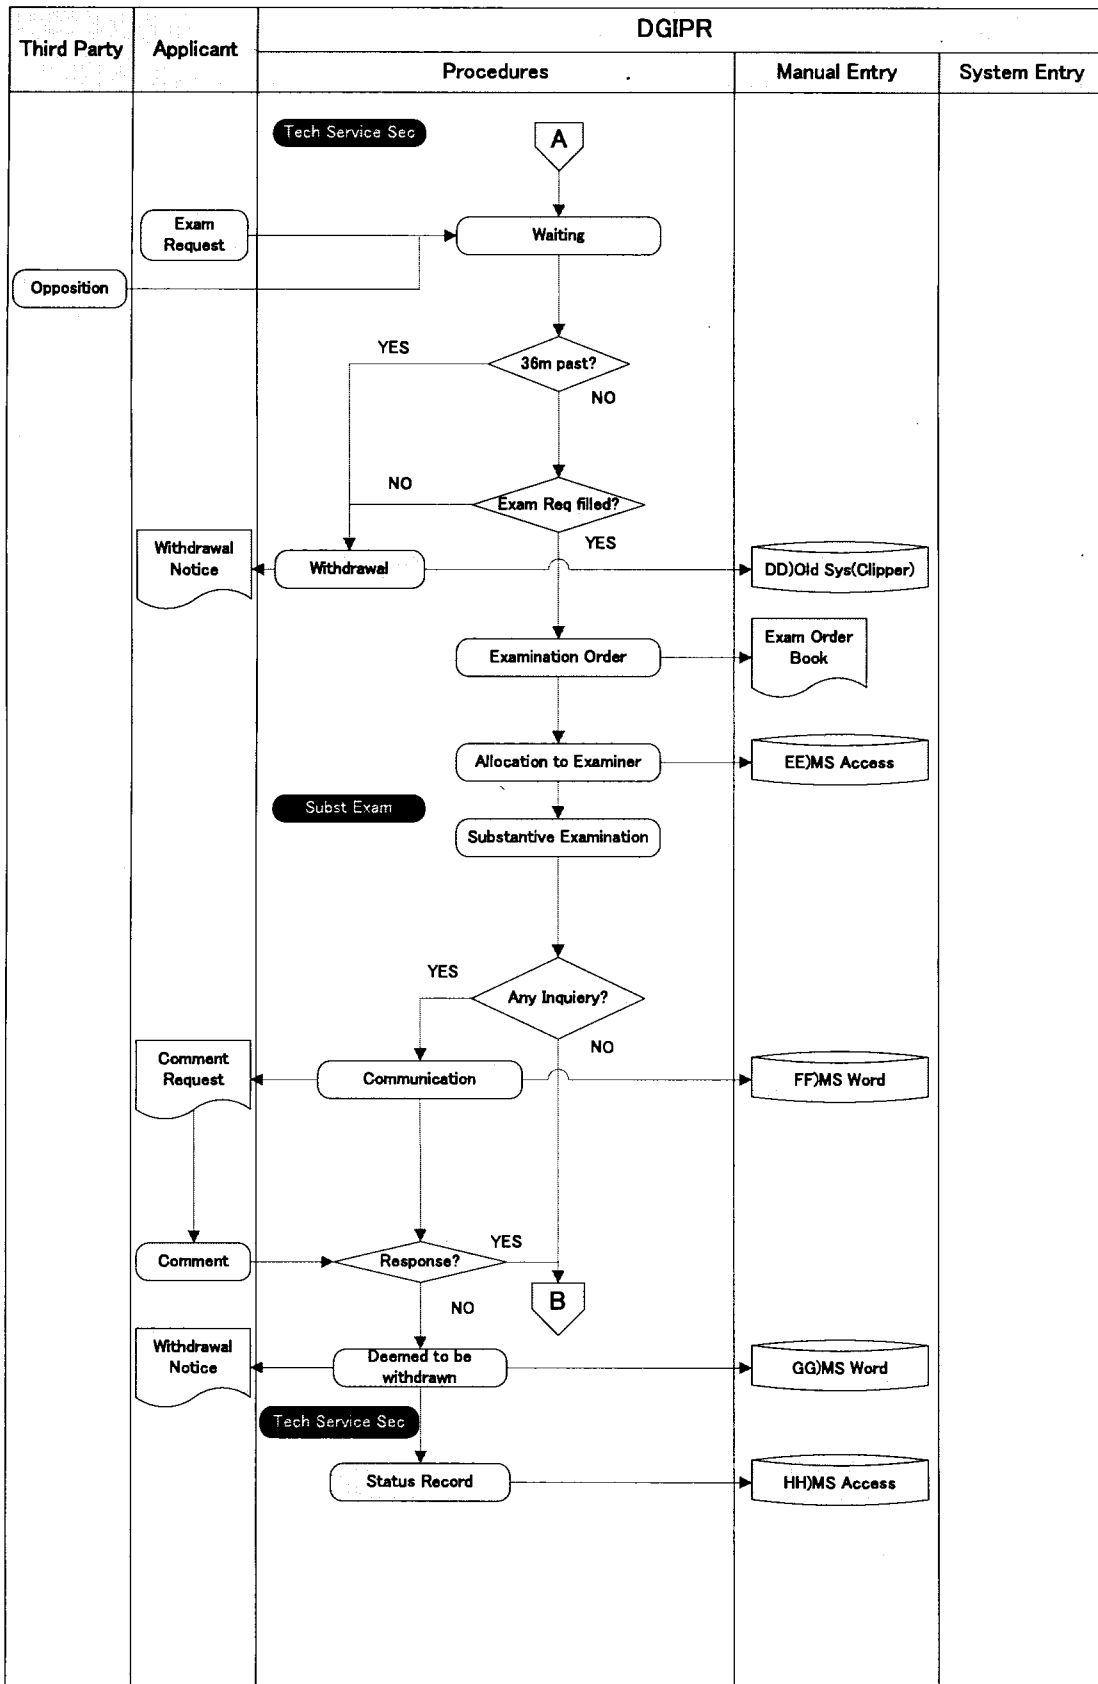 DGIPR
Third Party
Applicant
Procedures
Manual Entry
System Entry
Tech Service Sec
A
Exam
Request
Waiting
Opposition
YES
36m past?
NO
NO
Exam Req filled?
YES
Withdrawal
Notice
Withdrawal
DD)Old Sys(Clipper)
Examination Order
Exam Order
Book
Allocation to Examiner
EE)MS Access
Subst Exam
Substantive Examination
YES
Any Inquiery?
NO
Comment
Request
Communication
FF)MS Word
Comment
Response?
YES
B
NO
Withdrawal
Notice
Deemed to be
withdrawn
GG)MS Word
Tech Service Sec
Status Record
HH)MS Access